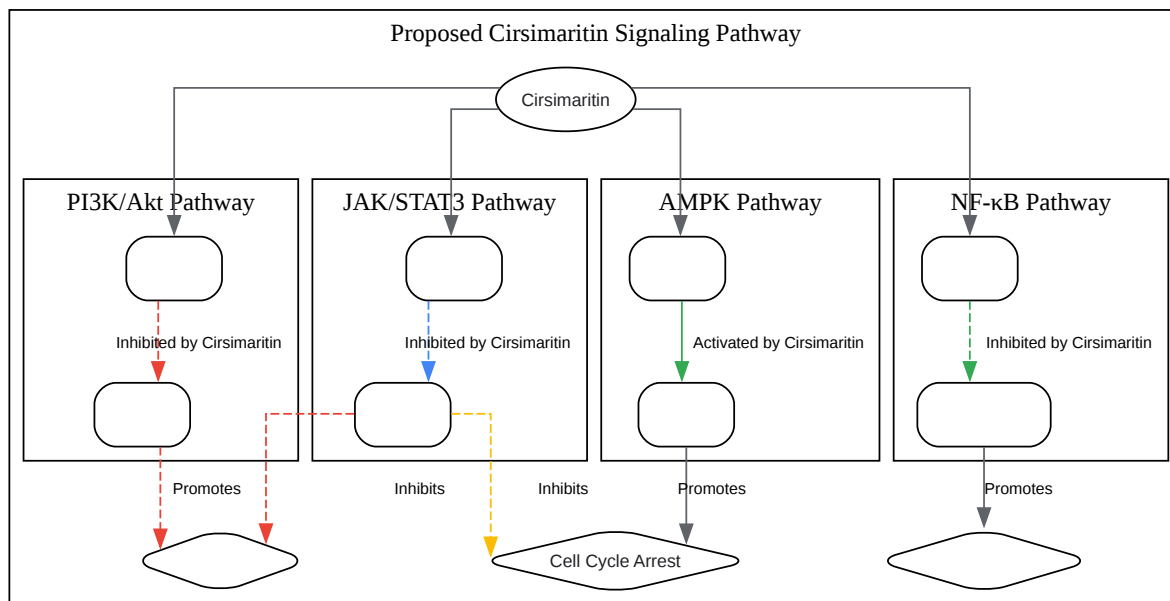 Proposed Cirsimaritin Signaling Pathway
Cirsimaritin
PI3K/Akt Pathway
JAK/STAT3 Pathway
AMPK Pathway
NF-κB Pathway
Inhibited by Cirsimaritin
Inhibited by Cirsimaritin
Activated by Cirsimaritin
Inhibited by Cirsimaritin
Promotes
Inhibits
Inhibits
Promotes
Promotes
Cell Cycle Arrest